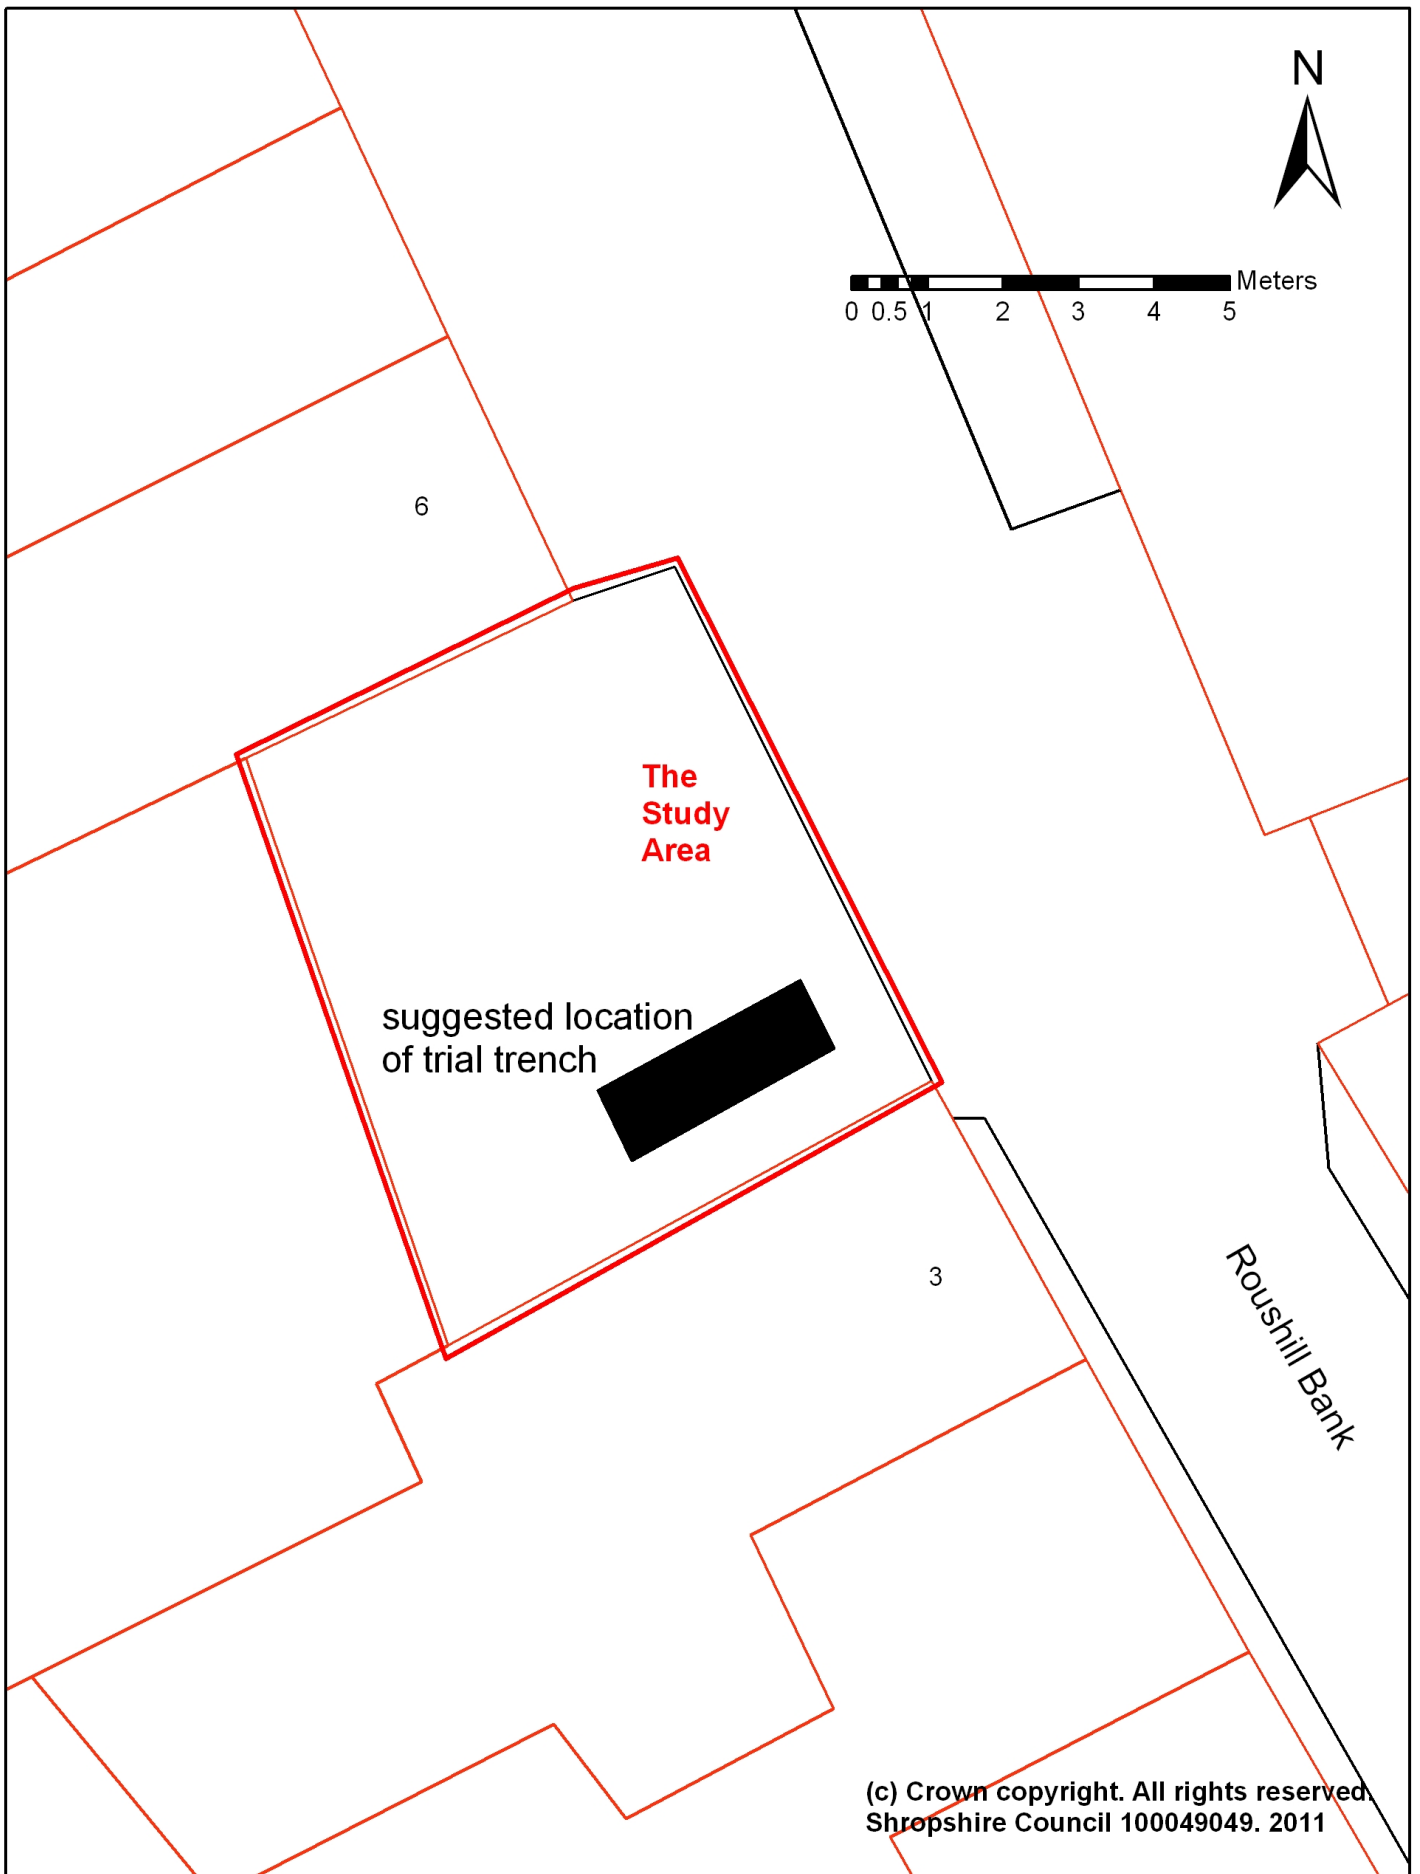 N
Meters
0 0.5 1 2 3 4 5
6
The
Study
Area
suggested location
of trial trench
3
Roushill Bank
(c) Crown copyright. All rights reserved.
Shropshire Council 100049049. 2011